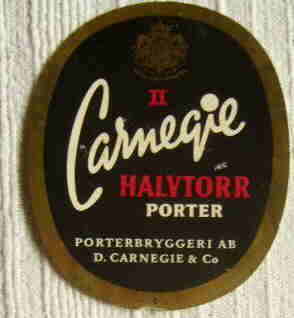 II
Carnegie
HALVTORR
PORTER
PORTERBRYGGERI AB
D. CARNEGIE & Co